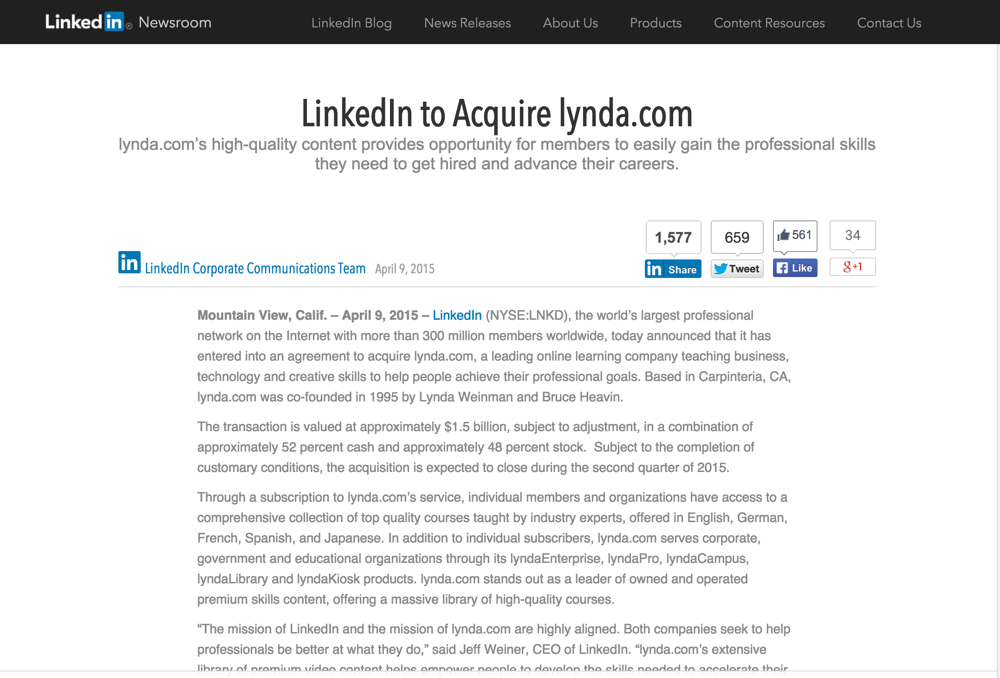 Linked in ® Newsroom LinkedIn Blog News Releases About Us Products Content Resources Contact Us
LinkedIn to Acquire lynda.com
lynda.com’s high-quality content provides opportunity for members to easily gain the professional skills
they need to get hired and advance their careers.
1,577 659 561 34
in LinkedIn Corporate Communications Team April 9, 2015
in Share Tweet f Like g+1
Mountain View, Calif. – April 9, 2015 – LinkedIn (NYSE:LNKD), the world’s largest professional
network on the Internet with more than 300 million members worldwide, today announced that it has
entered into an agreement to acquire lynda.com, a leading online learning company teaching business,
technology and creative skills to help people achieve their professional goals. Based in Carpinteria, CA,
lynda.com was co-founded in 1995 by Lynda Weinman and Bruce Heavin.
The transaction is valued at approximately $1.5 billion, subject to adjustment, in a combination of
approximately 52 percent cash and approximately 48 percent stock.  Subject to the completion of
customary conditions, the acquisition is expected to close during the second quarter of 2015.
Through a subscription to lynda.com’s service, individual members and organizations have access to a
comprehensive collection of top quality courses taught by industry experts, offered in English, German,
French, Spanish, and Japanese. In addition to individual subscribers, lynda.com serves corporate,
government and educational organizations through its lyndaEnterprise, lyndaPro, lyndaCampus,
lyndaLibrary and lyndaKiosk products. lynda.com stands out as a leader of owned and operated
premium skills content, offering a massive library of high-quality courses.
“The mission of LinkedIn and the mission of lynda.com are highly aligned. Both companies seek to help
professionals be better at what they do,” said Jeff Weiner, CEO of LinkedIn. “lynda.com’s extensive
library of premium video content helps empower people to develop the skills needed to accelerate their